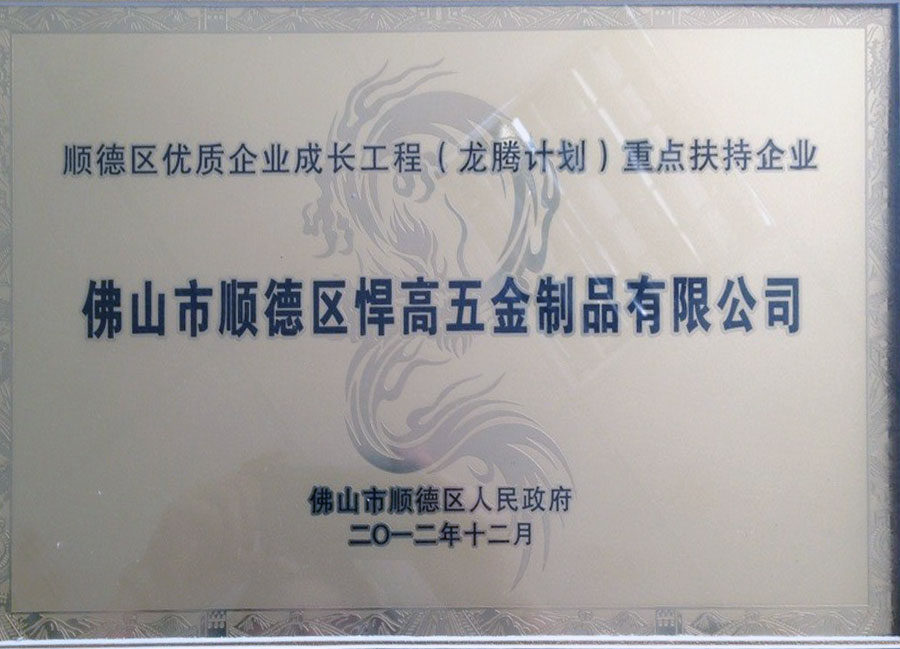 顺德区优质企业成长工程（龙腾计划）重点扶持企业
佛山市顺德区悍高五金制品有限公司
佛山市顺德区人民政府
二〇一二年十二月